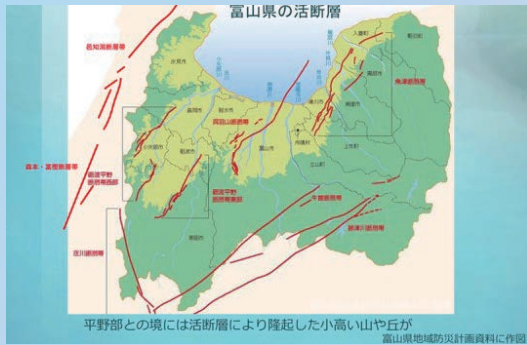 富山県の活断層
邑知潟断層帯
氷見市
入善町
朝日町
黒部市
魚津断層帯
魚津市
高岡市
射水市
滑川市
小矢部市
砺波市
呉羽山断層帯
富山市
舟橋村
上市町
立山町
森本・富樫断層帯
砺波平野
断層帯西部
砺波平野
断層帯東部
牛首断層帯
跡津川断層帯
庄川断層帯
南砺市
平野部との境には活断層により隆起した小高い山や丘が
富山県地域防災計画資料に作図